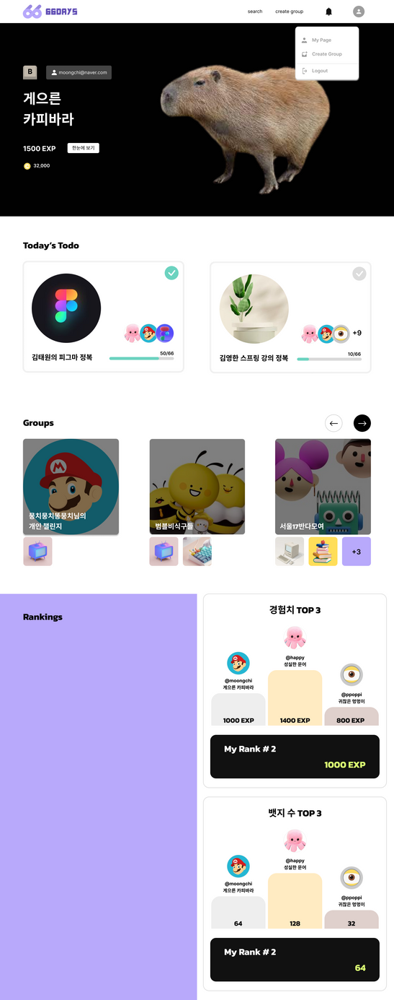 66DAYS
search
create group
My Page
Create Group
Logout
B
moongchi@naver.com
게으른
카피바라
1500 EXP
한눈에 보기
32,000
Today's Todo
김태원의 피그마 정복
50/66
+9
김영한 스프링 강의 정복
10/66
Groups
뭉치뭉치똥뭉치님의
개인 챌린지
범블비식구들
서울17반다모여
+3
Rankings
경험치 TOP 3
@happy
성실한 문어
@moongchi
게으른 카피바라
@ppoppi
귀찮은 멍멍이
1000 EXP
1400 EXP
800 EXP
My Rank # 2
1000 EXP
뱃지 수 TOP 3
@happy
성실한 문어
@moongchi
게으른 카피바라
@ppoppi
귀찮은 멍멍이
64
128
32
My Rank # 2
64